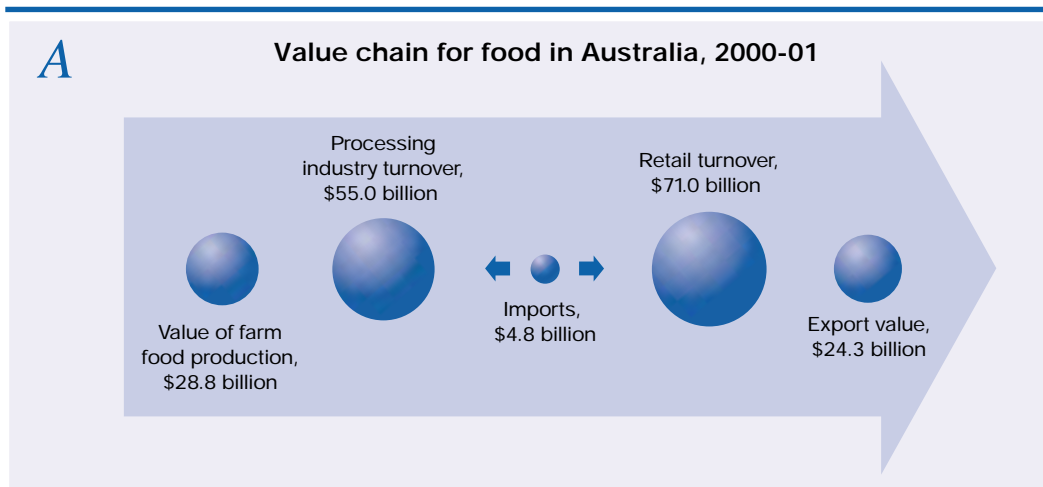 A
Value chain for food in Australia, 2000-01
Processing
industry turnover,
$55.0 billion
Retail turnover,
$71.0 billion
Value of farm
food production,
$28.8 billion
Imports,
$4.8 billion
Export value,
$24.3 billion